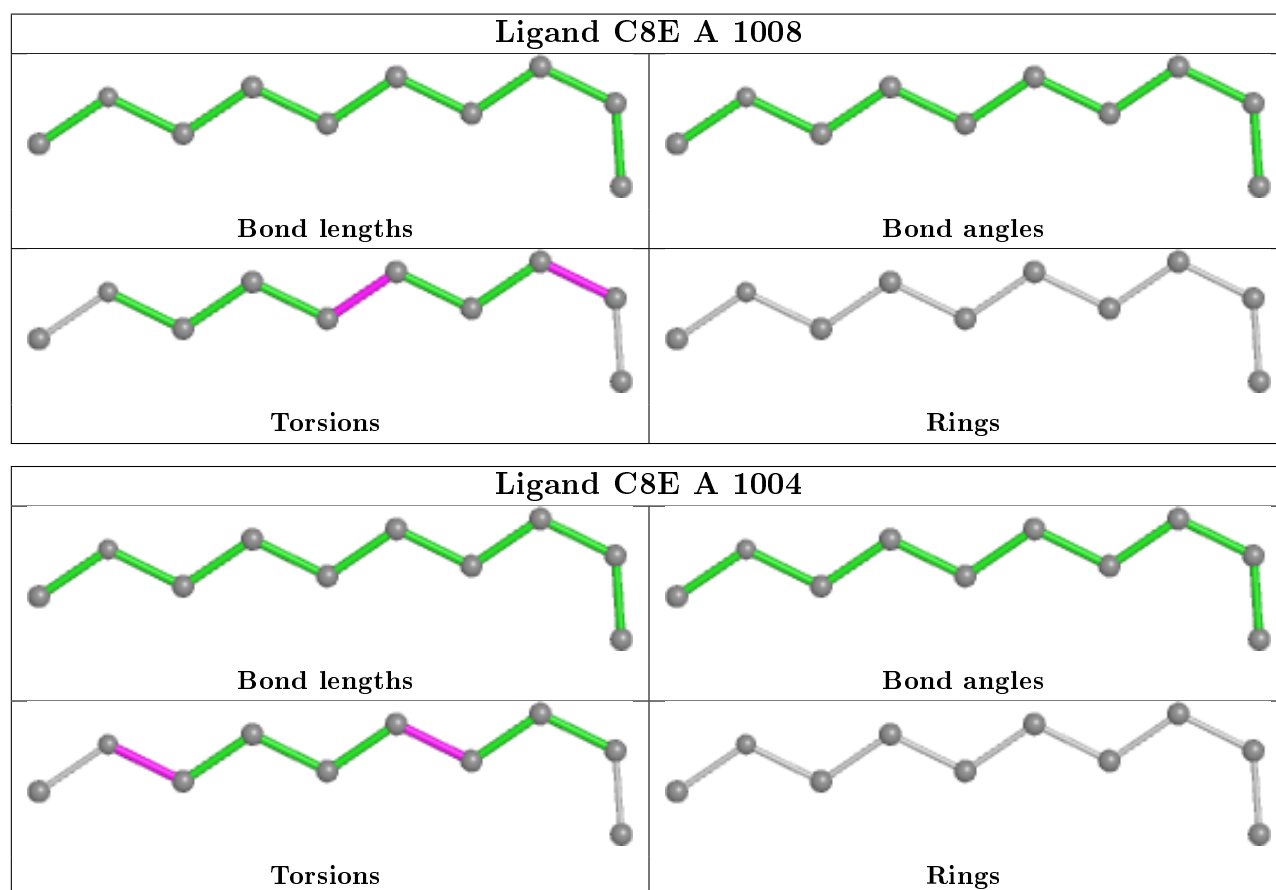 Ligand C8E A 1008
Bond lengths Bond angles
Torsions Rings
Ligand C8E A 1004
Bond lengths Bond angles
Torsions Rings